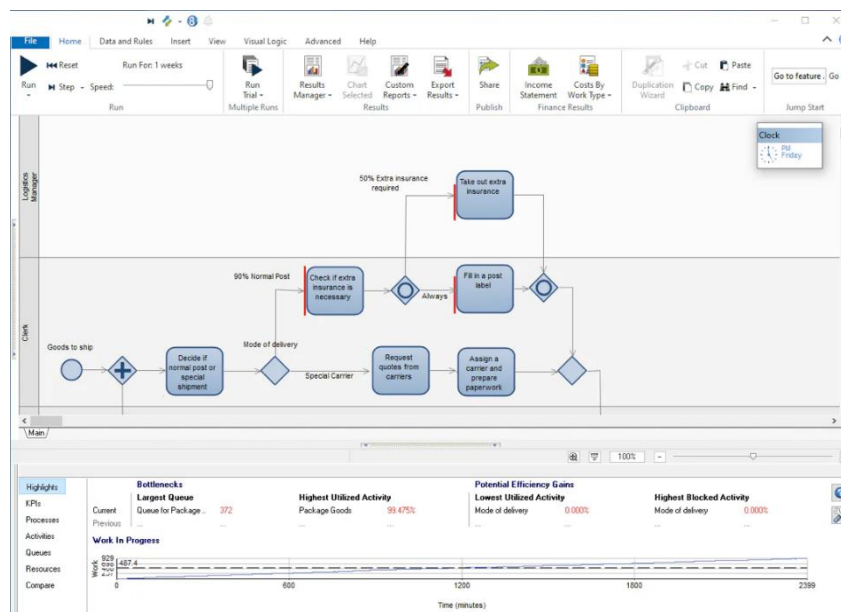 File Home Data and Rules Insert View Visual Logic Advanced Help
Run
Reset
Step
Speed:
Run For: 1 weeks
Run
Run Trial
Multiple Runs
Results Manager
Chart Selected
Custom Reports
Export Results
Results
Share
Publish
Income Statement
Costs By Work Type
Finance Results
Duplication Wizard
Cut
Copy
Paste
Find
Clipboard
Go to feature
Go
Jump Start
Clock
PM
Friday
Logistics
Manager
50% Extra insurance
required
Take out extra
insurance
Clerk
90% Normal Post
Check if extra
insurance is
necessary
Always
Fill in a post
label
Goods to ship
Decide if
normal post or
special
shipment
Mode of delivery
Special Carrier
Request
quotes from
carriers
Assign a
carrier and
prepare
paperwork
Main
100%
Highlights
KPIs
Processes
Activities
Queues
Resources
Compare
Bottlenecks
Largest Queue
Highest Utilized Activity
Current
Queue for Package ..
372
Package Goods
99.475%
Previous
...
...
...
...
Potential Efficiency Gains
Lowest Utilized Activity
Highest Blocked Activity
Mode of delivery
0.000%
Mode of delivery
0.000%
...
...
...
...
Work In Progress
Work
929
487.4
0 600 1200 1800 2399
Time (minutes)